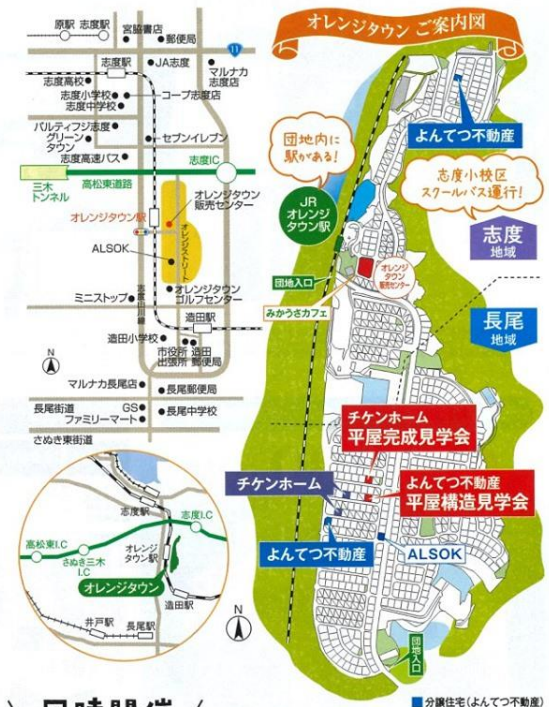 オレンジタウン ご案内図
原駅 志度駅
宮脇書店
郵便局
11
志度駅
JA志度
マルナカ
志度店
志度高校
志度小学校
志度中学校
コープ志度店
パルティフジ志度
グリーン
タウン
セブンイレブン
志度高速バス
志度IC
三木
トンネル
高松東道路
オレンジタウン
販売センター
オレンジタウン駅
ALSOK
オレンジストリート
オレンジタウン
ゴルフセンター
ミニストップ
志度山川線
造田駅
造田小学校
市役所
出張所
造田
郵便局
N
マルナカ長尾店
長尾郵便局
長尾街道
GS
ファミリーマート
長尾中学校
さぬき東街道
志度駅
志度I.C
高松東I.C
さぬき三木
I.C
オレンジ
タウン駅
オレンジタウン
造田駅
井戸駅
長尾駅
N
よんてつ不動産
団地内に
駅がある!
志度小校区
スクールバス運行!
JR
オレンジ
タウン駅
志度
地域
団地入口
オレンジ
タウン
販売センター
みかうさカフェ
長尾
地域
チケンホーム
平屋完成見学会
チケンホーム
よんてつ不動産
平屋構造見学会
よんてつ不動産
ALSOK
団地入口
分譲住宅(よんてつ不動産)